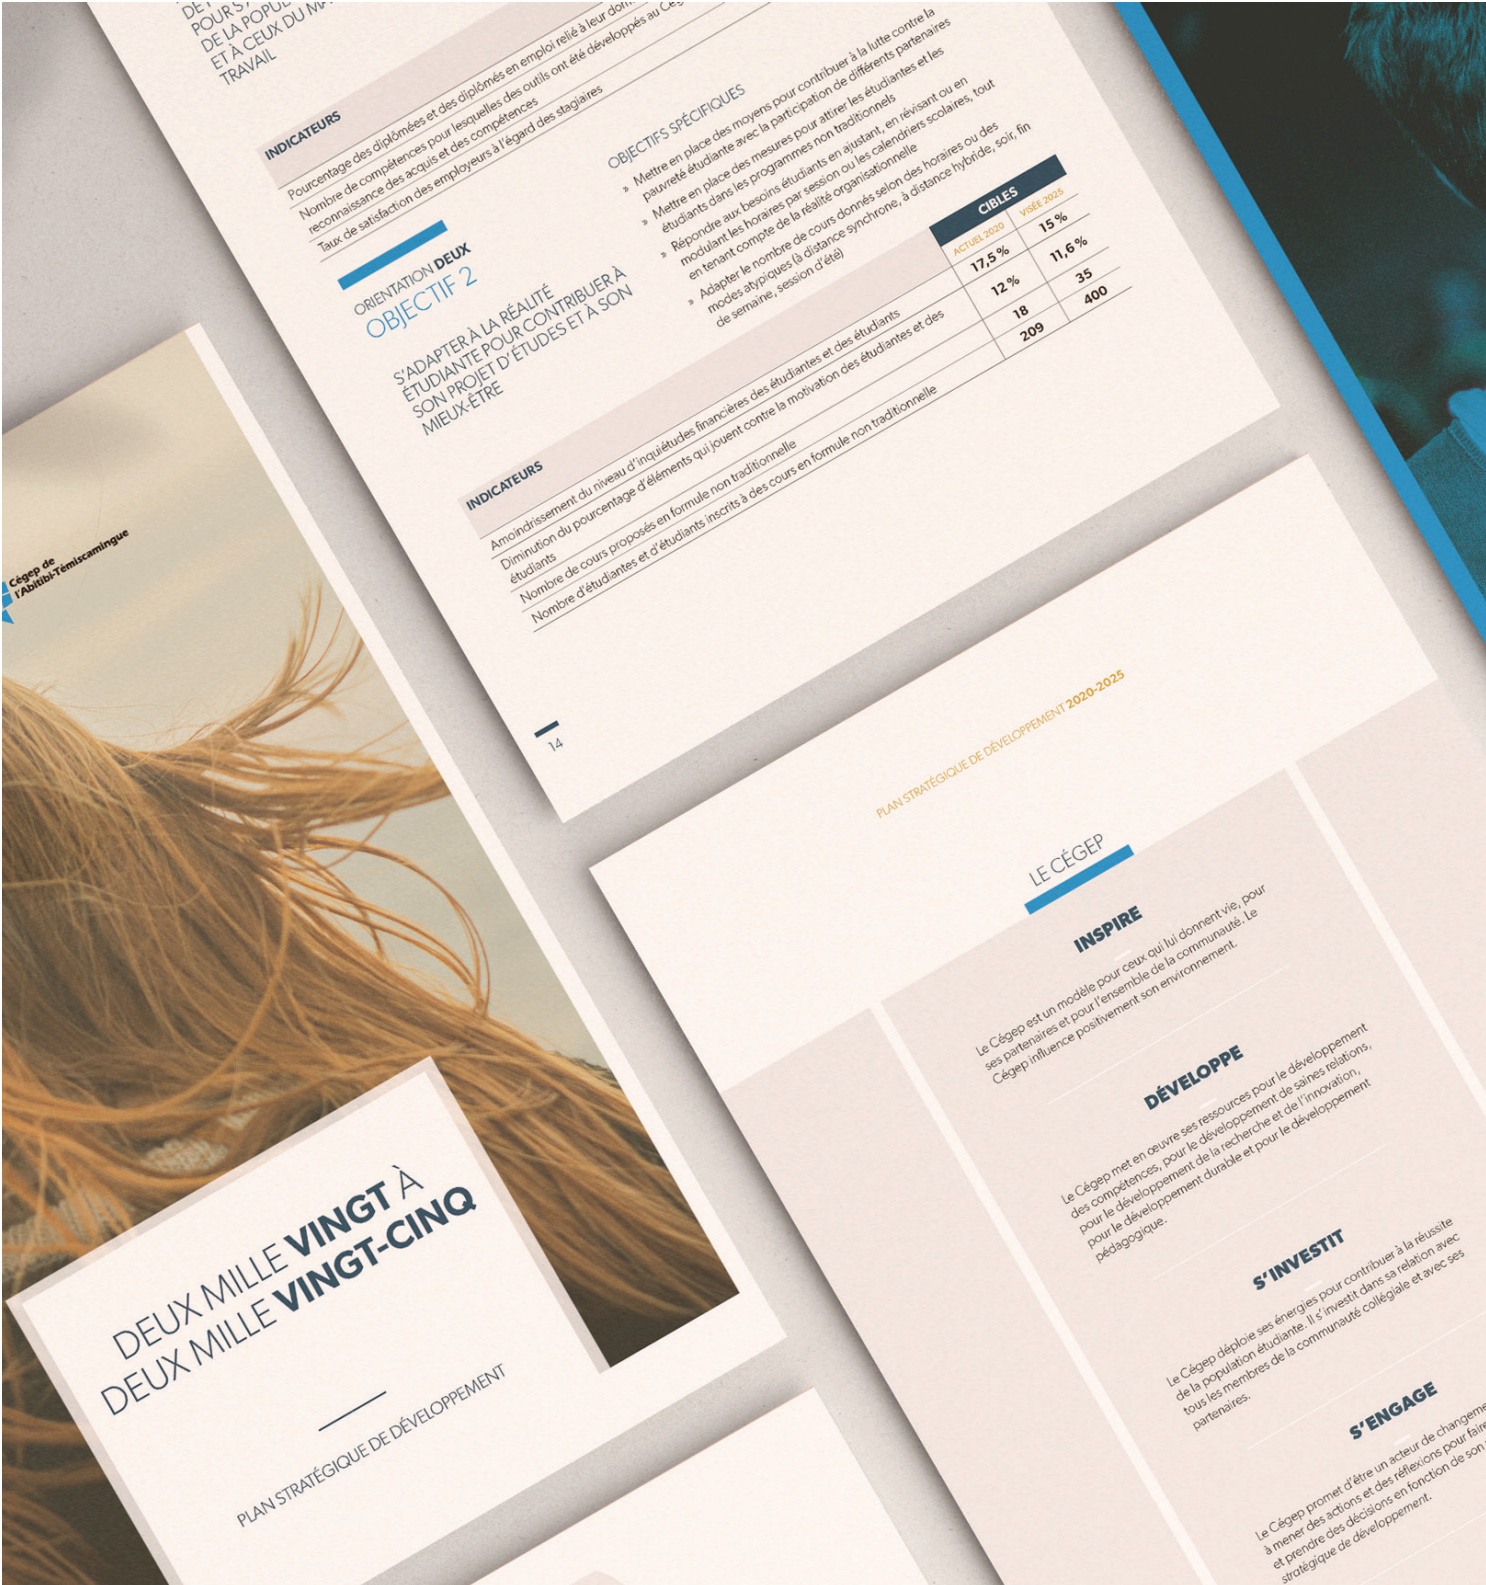 POUR S'A
DE LA POPUL
ET À CEUX DU MA
TRAVAIL
INDICATEURS
Pourcentage des diplômées et des diplômés en emploi relié à leur dom
Nombre de compétences pour lesquelles des outils ont été développés au Cég
reconnaissance des acquis et des compétences
Taux de satisfaction des employeurs à l'égard des stagiaires
ORIENTATION DEUX
OBJECTIF 2
S'ADAPTER À LA RÉALITÉ
ÉTUDIANTE POUR CONTRIBUER À
SON PROJET D'ÉTUDES ET À SON
MIEUX-ÊTRE
OBJECTIFS SPÉCIFIQUES
» Mettre en place des moyens pour contribuer à la lutte contre la
pauvreté étudiante avec la participation de différents partenaires
» Mettre en place des mesures pour attirer les étudiantes et les
étudiants dans les programmes non traditionnels
» Répondre aux besoins étudiants en ajustant, en révisant ou en
modulant les horaires par session ou les calendriers scolaires, tout
en tenant compte de la réalité organisationnelle
» Adapter le nombre de cours donnés selon des horaires ou des
modes atypiques (à distance synchrone, à distance hybride, soir, fin
de semaine, session d'été)
CIBLES
ACTUEL 2020 VISÉE 2025
INDICATEURS
Amoindrissement du niveau d'inquiétudes financières des étudiantes et des étudiants 17,5 % 15 %
Diminution du pourcentage d'éléments qui jouent contre la motivation des étudiantes et des
étudiants 12 % 11,6 %
Nombre de cours proposés en formule non traditionnelle 18 35
Nombre d'étudiantes et d'étudiants inscrits à des cours en formule non traditionnelle 209 400
14
Cégep de
l'Abitibi-Témiscamingue
DEUX MILLE VINGT À
DEUX MILLE VINGT-CINQ
PLAN STRATÉGIQUE DE DÉVELOPPEMENT
PLAN STRATÉGIQUE DE DÉVELOPPEMENT 2020-2025
LE CÉGEP
INSPIRE
Le Cégep est un modèle pour ceux qui lui donnent vie, pour
ses partenaires et pour l'ensemble de la communauté. Le
Cégep influence positivement son environnement.
DÉVELOPPE
Le Cégep met en œuvre ses ressources pour le développement
des compétences, pour le développement de saines relations,
pour le développement de la recherche et de l'innovation,
pour le développement durable et pour le développement
pédagogique.
S'INVESTIT
Le Cégep déploie ses énergies pour contribuer à la réussite
de la population étudiante. Il s'investit dans sa relation avec
tous les membres de la communauté collégiale et avec ses
partenaires.
S'ENGAGE
Le Cégep promet d'être un acteur de changeme
à mener des actions et des réflexions pour faire
et prendre des décisions en fonction de son
stratégique de développement.